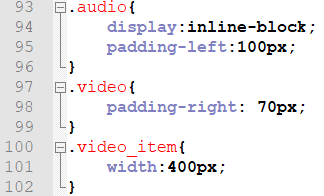 93 .audio{
94 display:inline-block;
95 padding-left:100px;
96 }
97 .video{
98 padding-right: 70px;
99 }
100 .video_item{
101 width:400px;
102 }